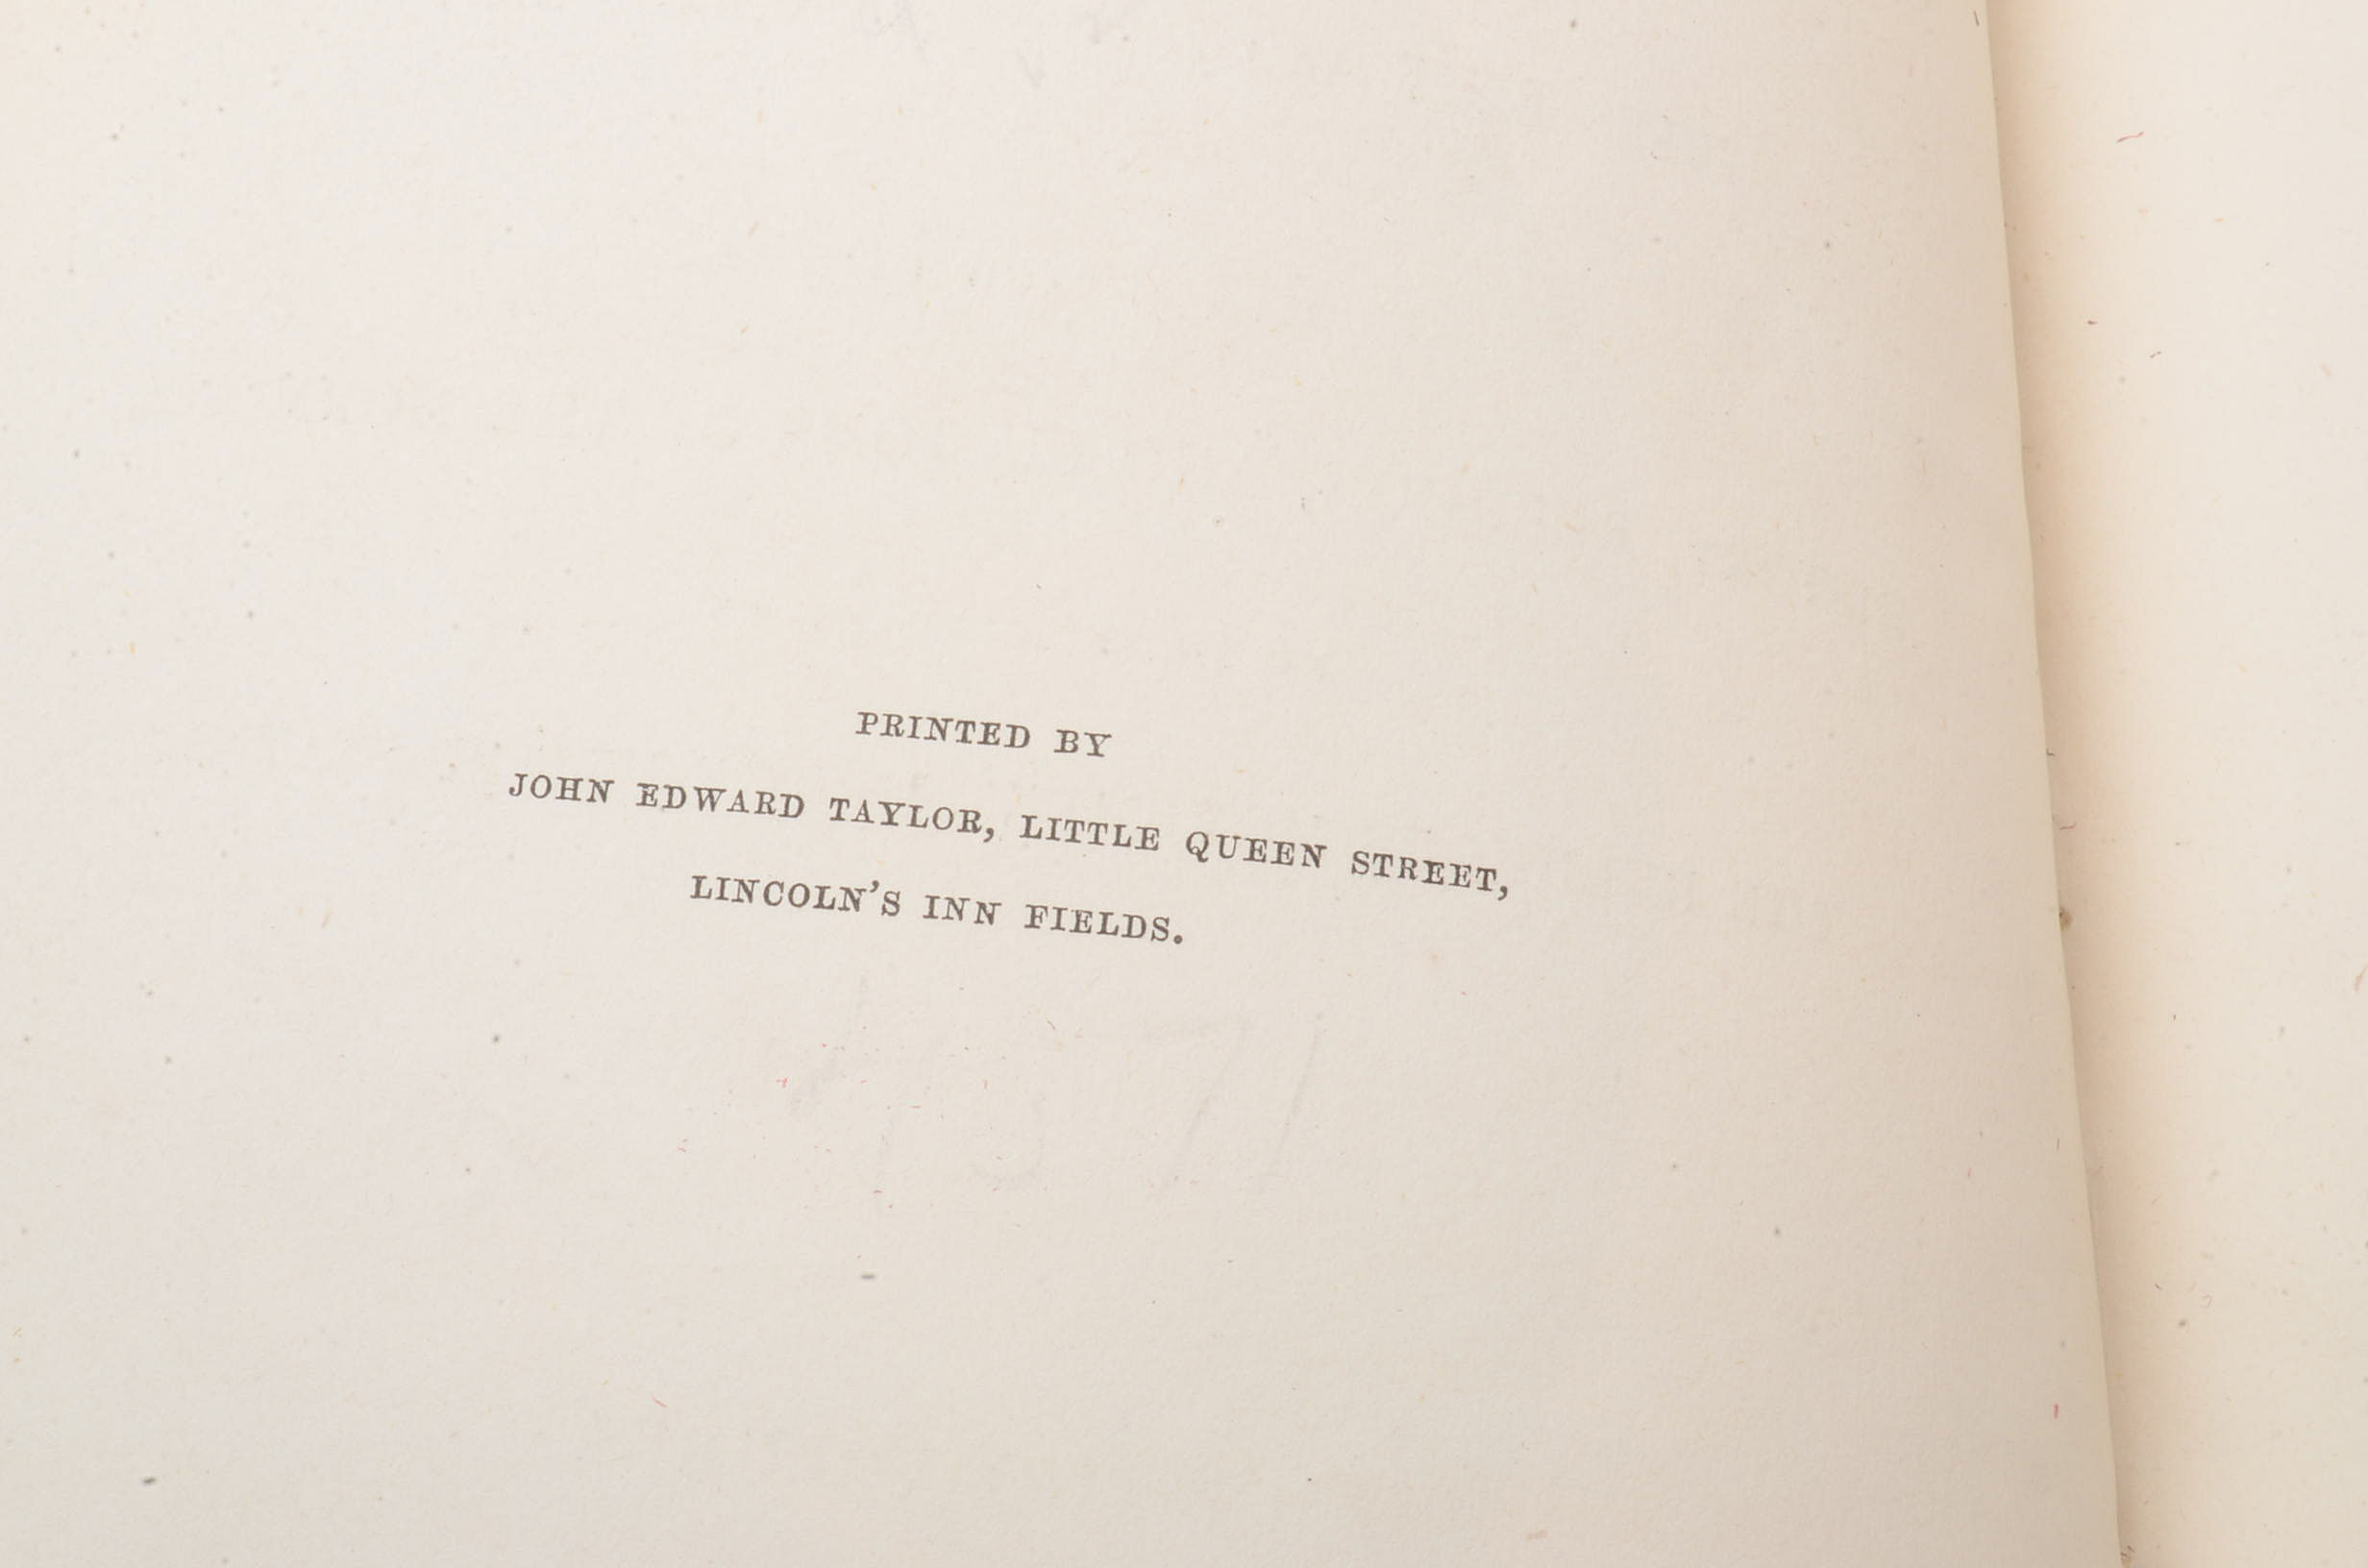 PRINTED BY
JOHN EDWARD TAYLOR, LITTLE QUEEN STREET,
LINCOLN'S INN FIELDS.